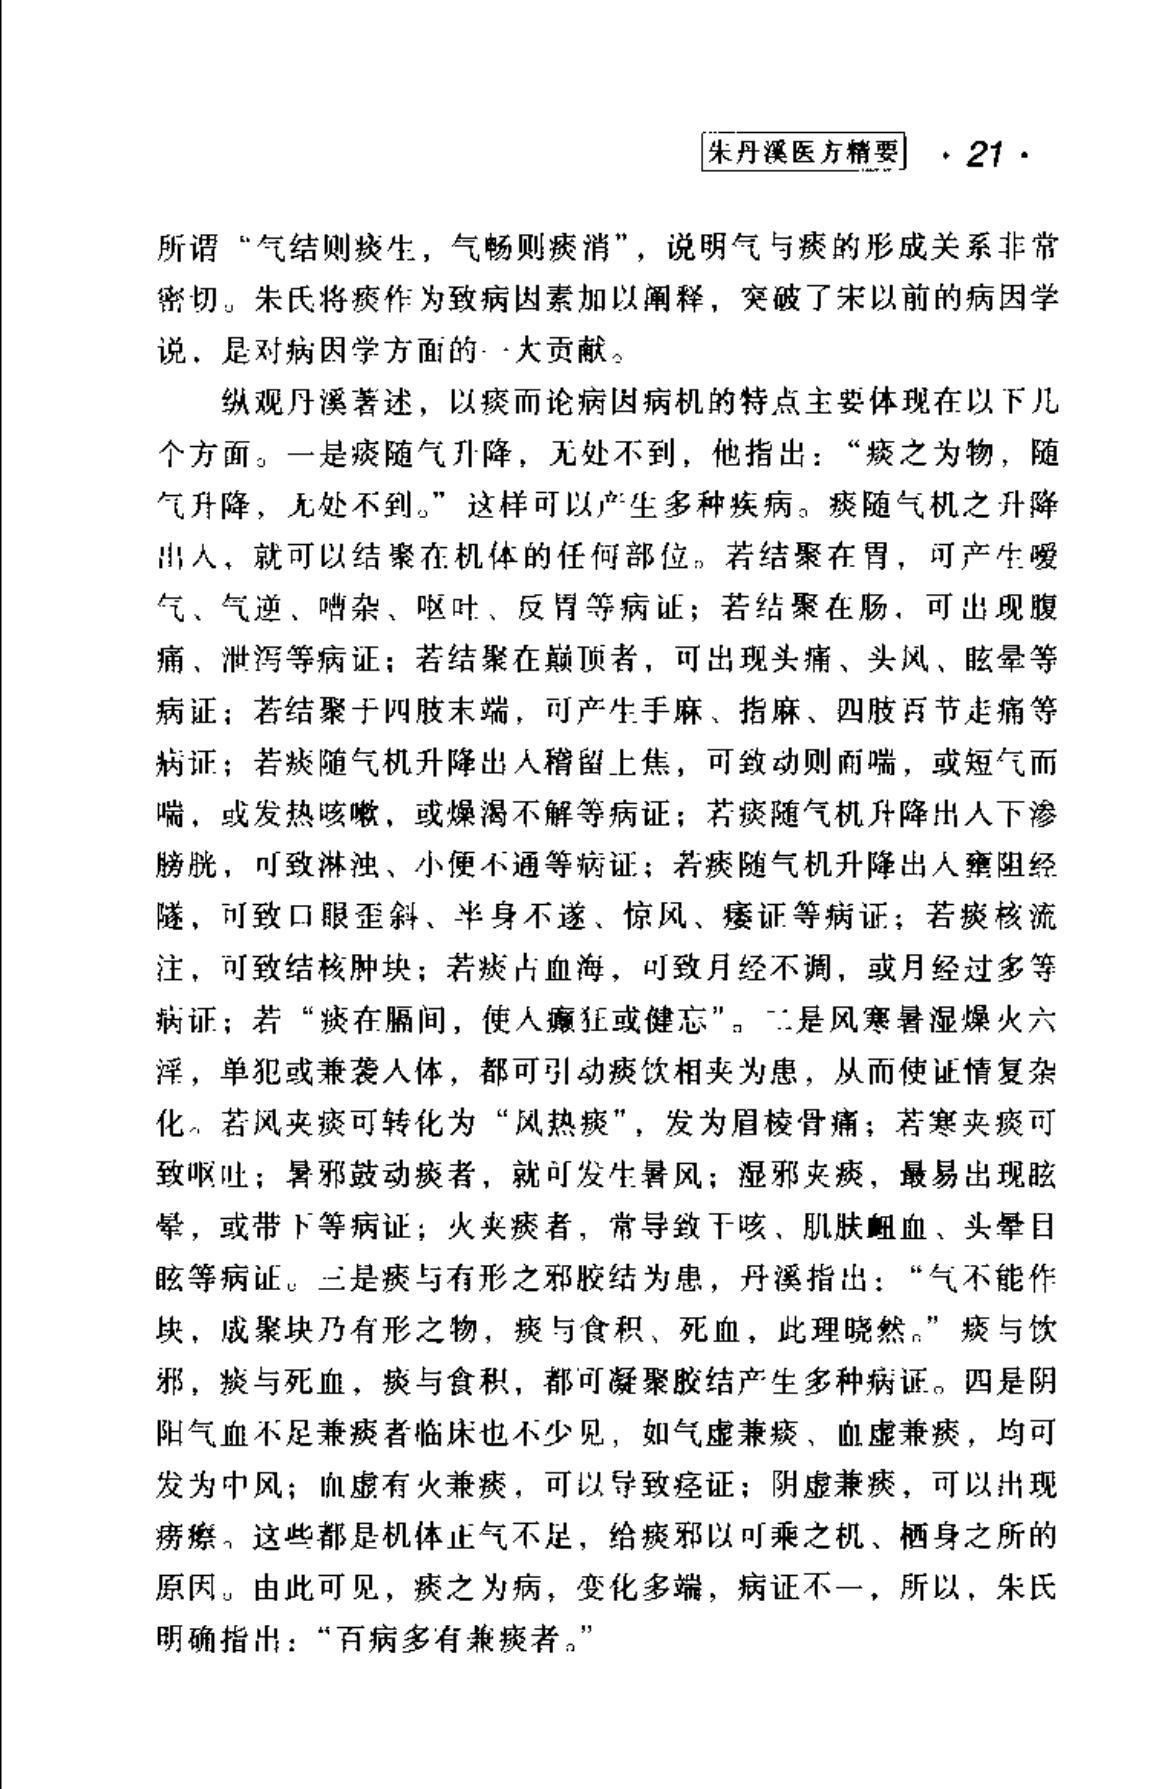 朱丹溪医方精要 ·21·
所谓“气结则痰生，气畅则痰消”，说明气与痰的形成关系非常
密切。朱氏将痰作为致病因素加以阐释，突破了宋以前的病因学
说，是对病因学方面的一大贡献。
纵观丹溪著述，以痰而论病因病机的特点主要体现在以下几
个方面。一是痰随气升降，无处不到，他指出：“痰之为物，随
气升降，无处不到。”这样可以产生多种疾病。痰随气机之升降
出入，就可以结聚在机体的任何部位。若结聚在胃，可产生嗳
气、气逆、嘈杂、呕吐、反胃等病证；若结聚在肠，可出现腹
痛、泄泻等病证；若结聚在巅顶者，可出现头痛、头风、眩晕等
病证；若结聚于四肢末端，可产生手麻、指麻、四肢百节走痛等
病证；若痰随气机升降出入稽留上焦，可致动则而喘，或短气而
喘，或发热咳嗽，或燥渴不解等病证；若痰随气机升降出入下渗
膀胱，可致淋浊、小便不通等病证；若痰随气机升降出入壅阻经
隧，可致口眼歪斜、半身不遂、惊风、痿证等病证；若痰核流
注，可致结核肿块；若痰占血海，可致月经不调，或月经过多等
病证；若“痰在膈间，使人癫狂或健忘”。二是风寒暑湿燥火六
淫，单犯或兼袭人体，都可引动痰饮相夹为患，从而使证情复杂
化。若风夹痰可转化为“风热痰”，发为眉棱骨痛；若寒夹痰可
致呕吐；暑邪鼓动痰者，就可发生暑风；湿邪夹痰，最易出现眩
晕，或带下等病证；火夹痰者，常导致干咳、肌肤衄血、头晕目
眩等病证。三是痰与有形之邪胶结为患，丹溪指出：“气不能作
块，成聚块乃有形之物，痰与食积、死血，此理晓然。”痰与饮
邪，痰与死血，痰与食积，都可凝聚胶结产生多种病证。四是阴
阳气血不足兼痰者临床也不少见，如气虚兼痰、血虚兼痰，均可
发为中风；血虚有火兼痰，可以导致痉证；阴虚兼痰，可以出现
痨瘵。这些都是机体正气不足，给痰邪以可乘之机、栖身之所的
原因。由此可见，痰之为病，变化多端，病证不一，所以，朱氏
明确指出：“百病多有兼痰者。”